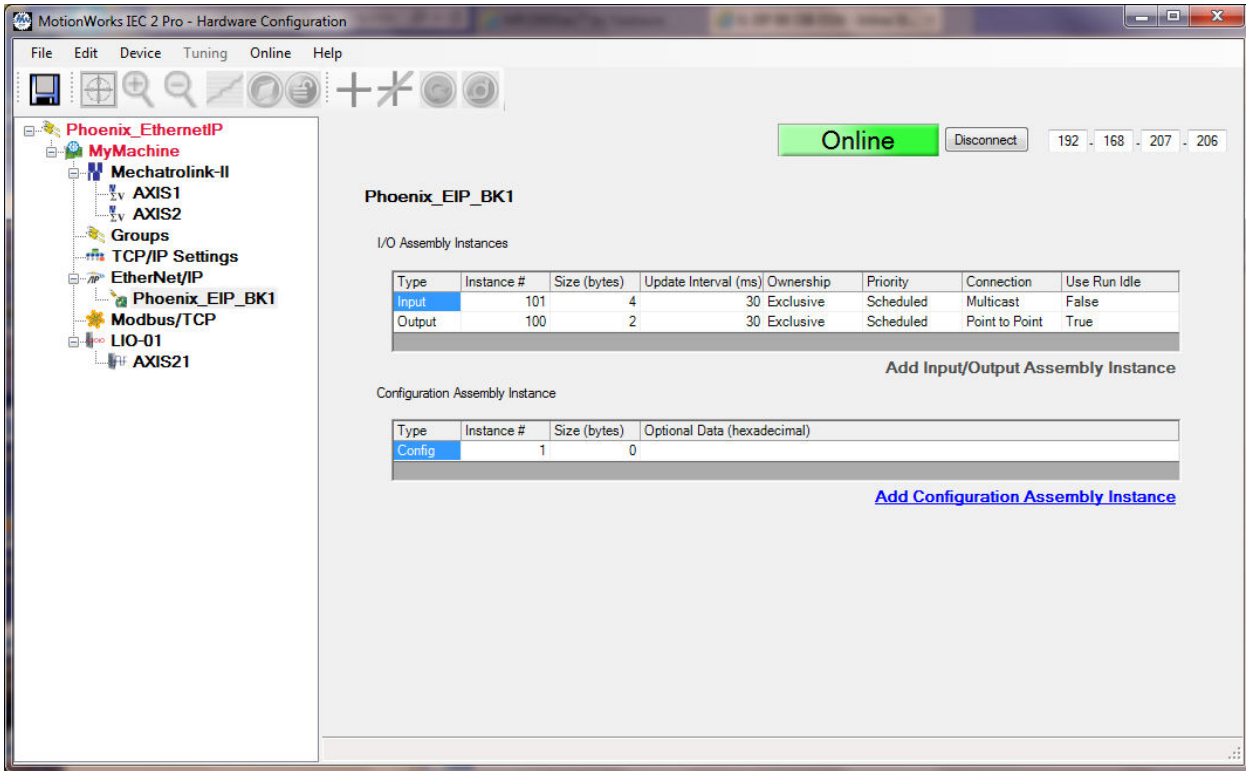 MotionWorks IEC 2 Pro - Hardware Configuration
File Edit Device Tuning Online Help
Phoenix_EthernetIP
MyMachine
Mechatrolink-II
AXIS1
AXIS2
Groups
TCP/IP Settings
EtherNet/IP
Phoenix_EIP_BK1
Modbus/TCP
LIO-01
AXIS21
Online Disconnect 192 . 168 . 207 . 206
Phoenix_EIP_BK1
I/O Assembly Instances
Type Instance # Size (bytes) Update Interval (ms) Ownership Priority Connection Use Run Idle
Input 101 4 30 Exclusive Scheduled Multicast False
Output 100 2 30 Exclusive Scheduled Point to Point True
Add Input/Output Assembly Instance
Configuration Assembly Instance
Type Instance # Size (bytes) Optional Data (hexadecimal)
Config 1 0
Add Configuration Assembly Instance